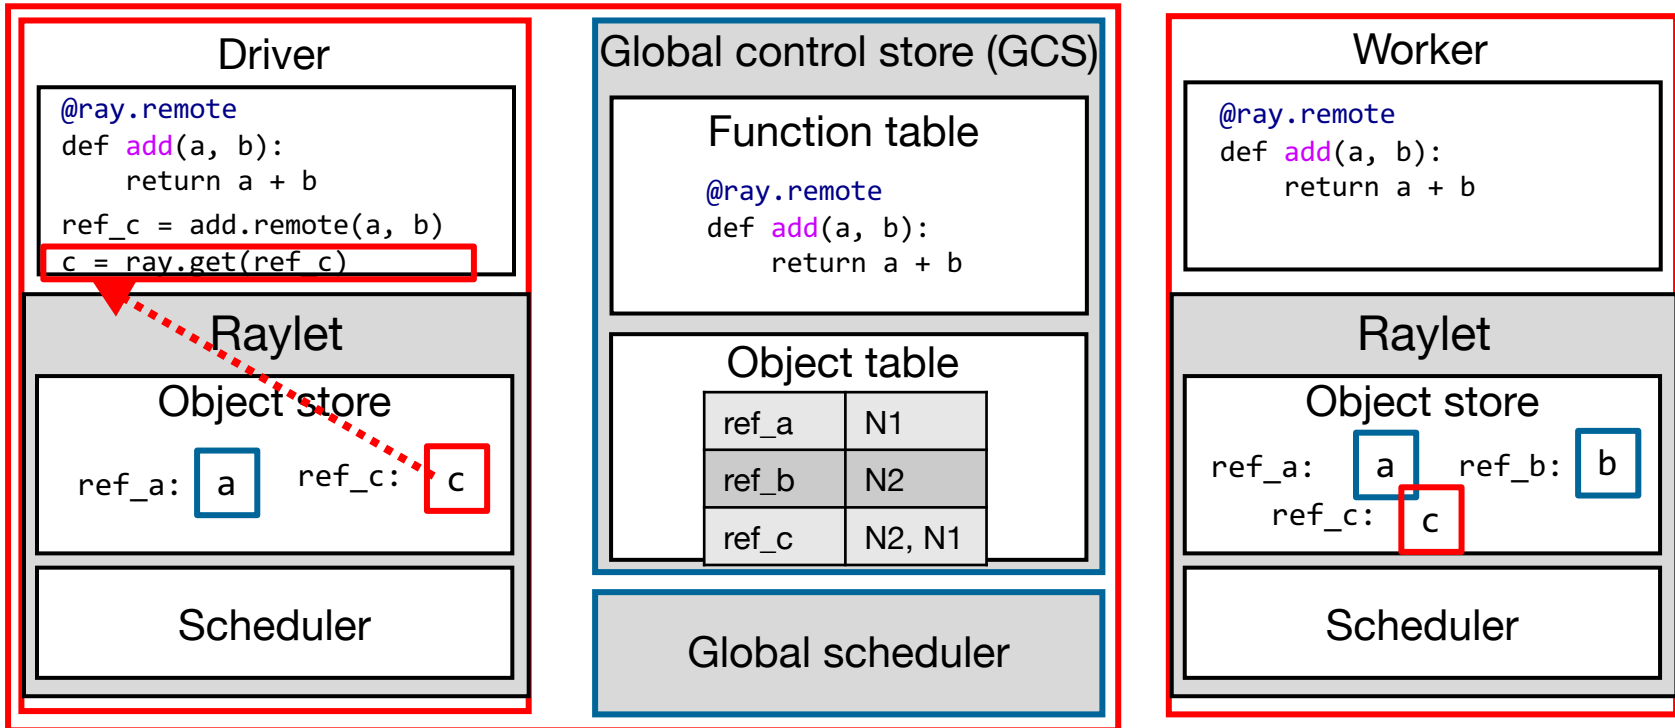 Driver
@ray.remote
def add(a, b):
    return a + b
ref_c = add.remote(a, b)
c = ray.get(ref_c)
Raylet
Object store
ref_a: a ref_c: c
Scheduler
Global control store (GCS)
Function table
@ray.remote
def add(a, b):
    return a + b
Object table
ref_a N1
ref_b N2
ref_c N2, N1
Global scheduler
Worker
@ray.remote
def add(a, b):
    return a + b
Raylet
Object store
ref_a: a ref_b: b
ref_c: c
Scheduler